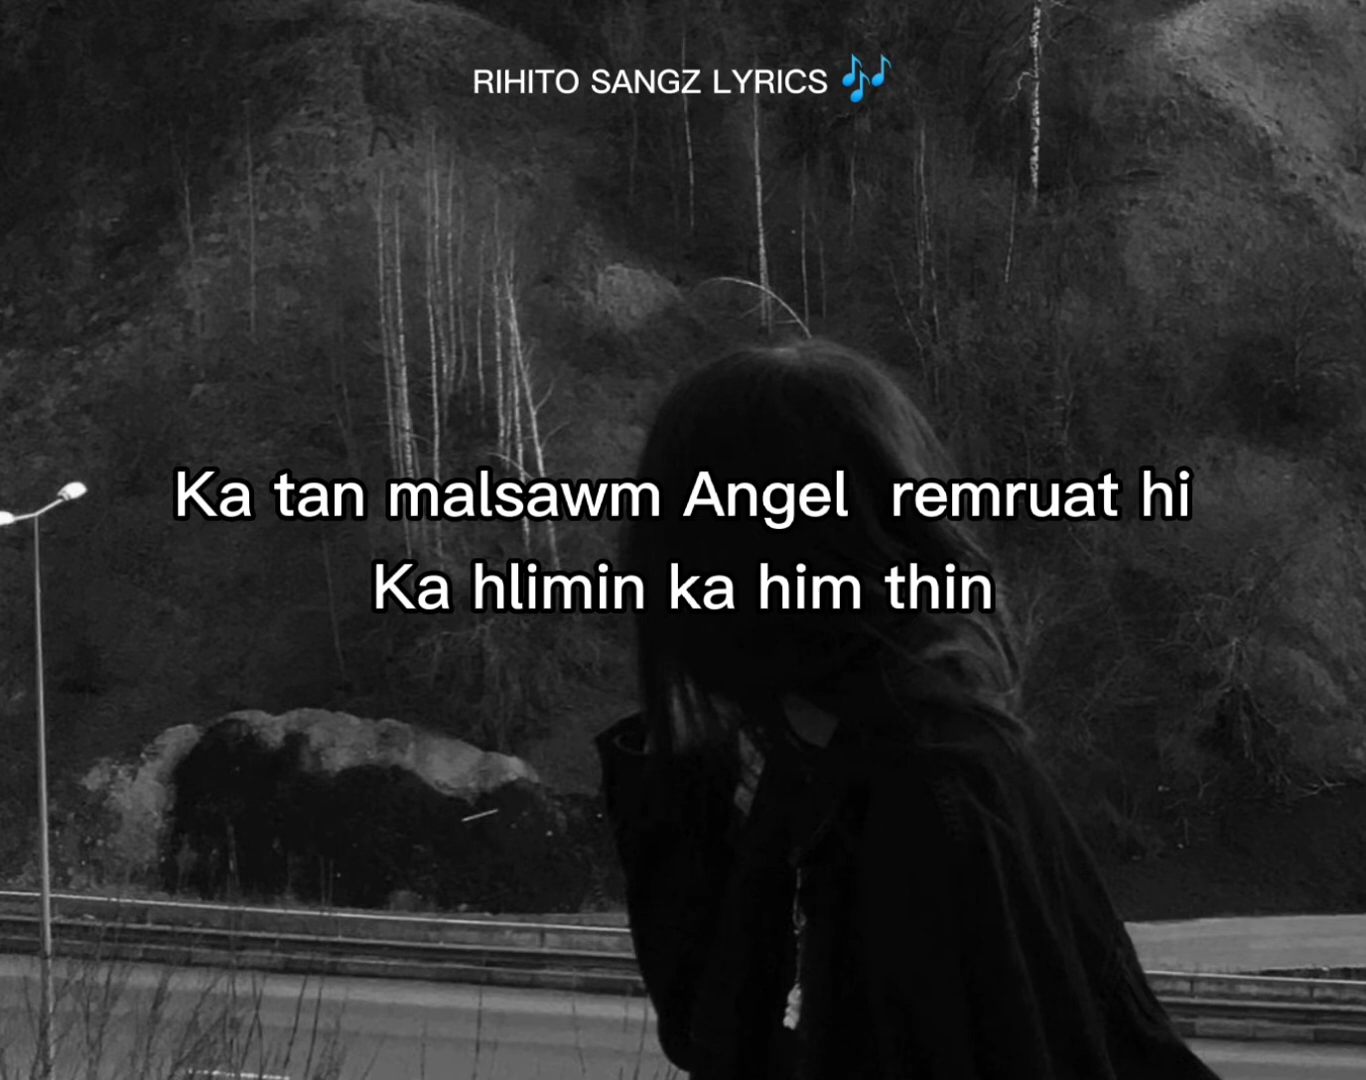 RIHITO SANGZ LYRICS 🎶
Ka tan malsawm Angel  remruat hi
Ka hlimin ka him thin